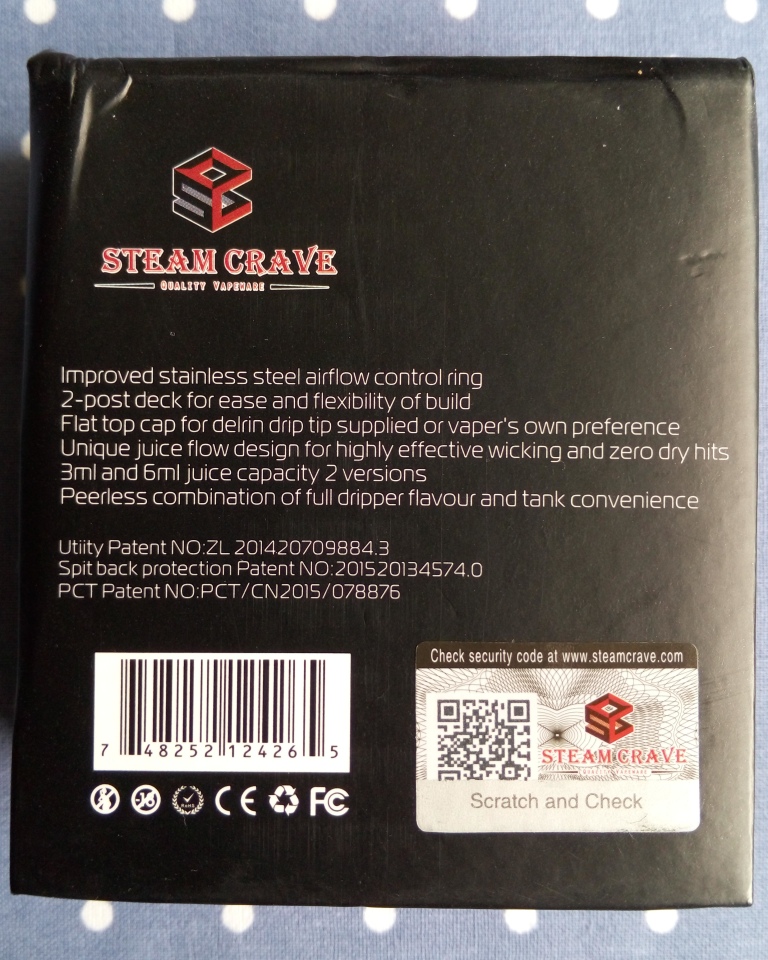 STEAM CRAVE
QUALITY VAPEWARE
Improved stainless steel airflow control ring
2-post deck for ease and flexibility of build
Flat top cap for delrin drip tip supplied or vaper's own preference
Unique juice flow design for highly effective wicking and zero dry hits
3ml and 6ml juice capacity 2 versions
Peerless combination of full dripper flavour and tank convenience
Utiity Patent NO:ZL 201420709884.3
Spit back protection Patent NO:201520134574.0
PCT Patent NO:PCT/CN2015/078876
7 48252 12426 5
RoHS CE FC
Check security code at www.steamcrave.com
STEAM CRAVE
QUALITY VAPEWARE
Scratch and Check